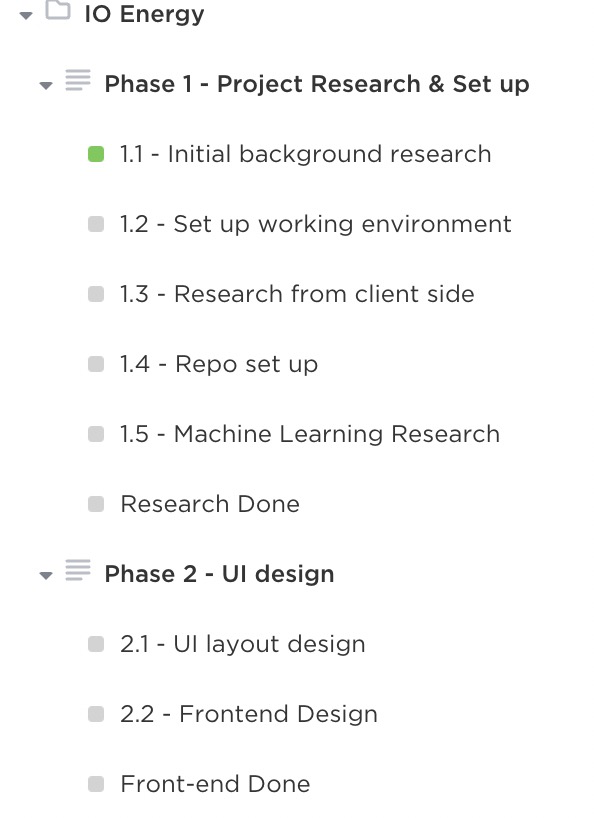 IO Energy
Phase 1 - Project Research & Set up
1.1 - Initial background research
1.2 - Set up working environment
1.3 - Research from client side
1.4 - Repo set up
1.5 - Machine Learning Research
Research Done
Phase 2 - UI design
2.1 - UI layout design
2.2 - Frontend Design
Front-end Done